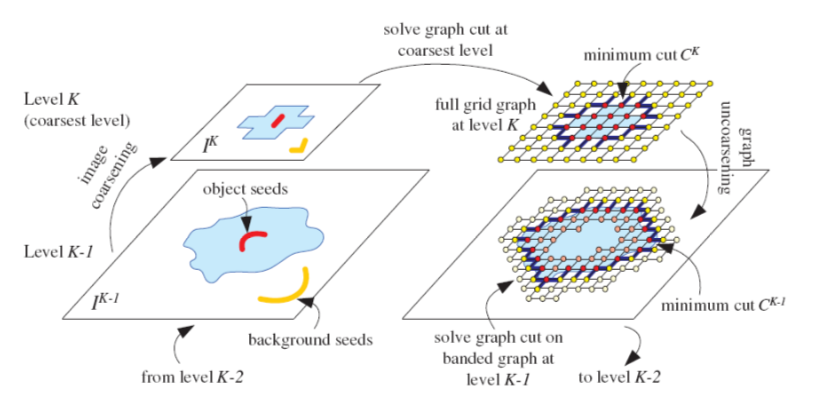 solve graph cut at
coarsest level
minimum cut C^K
Level K
(coarsest level)
full grid graph
at level K
I^K
image
coarsening
graph
uncoarsening
object seeds
Level K-1
I^K-1
minimum cut C^K-1
background seeds
solve graph cut on
banded graph at
level K-1
from level K-2
to level K-2